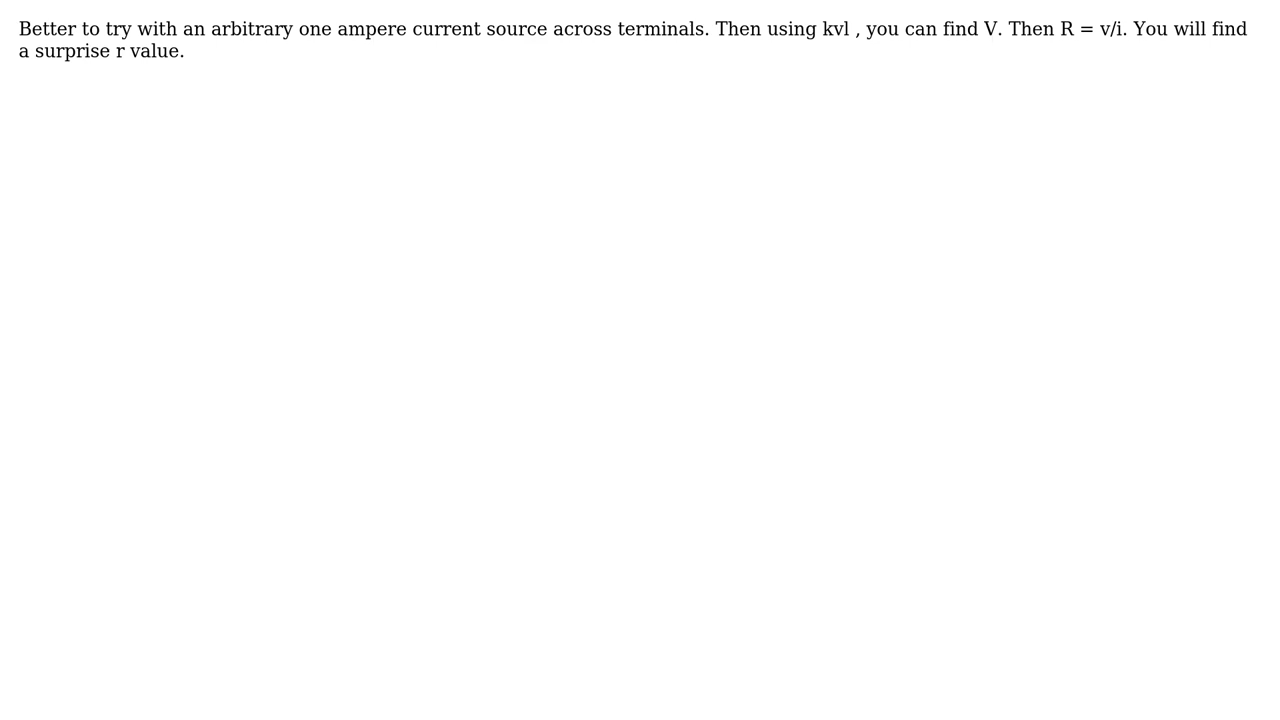 Better to try with an arbitrary one ampere current source across terminals. Then using kvl , you can find V. Then R = v/i. You will find
a surprise r value.